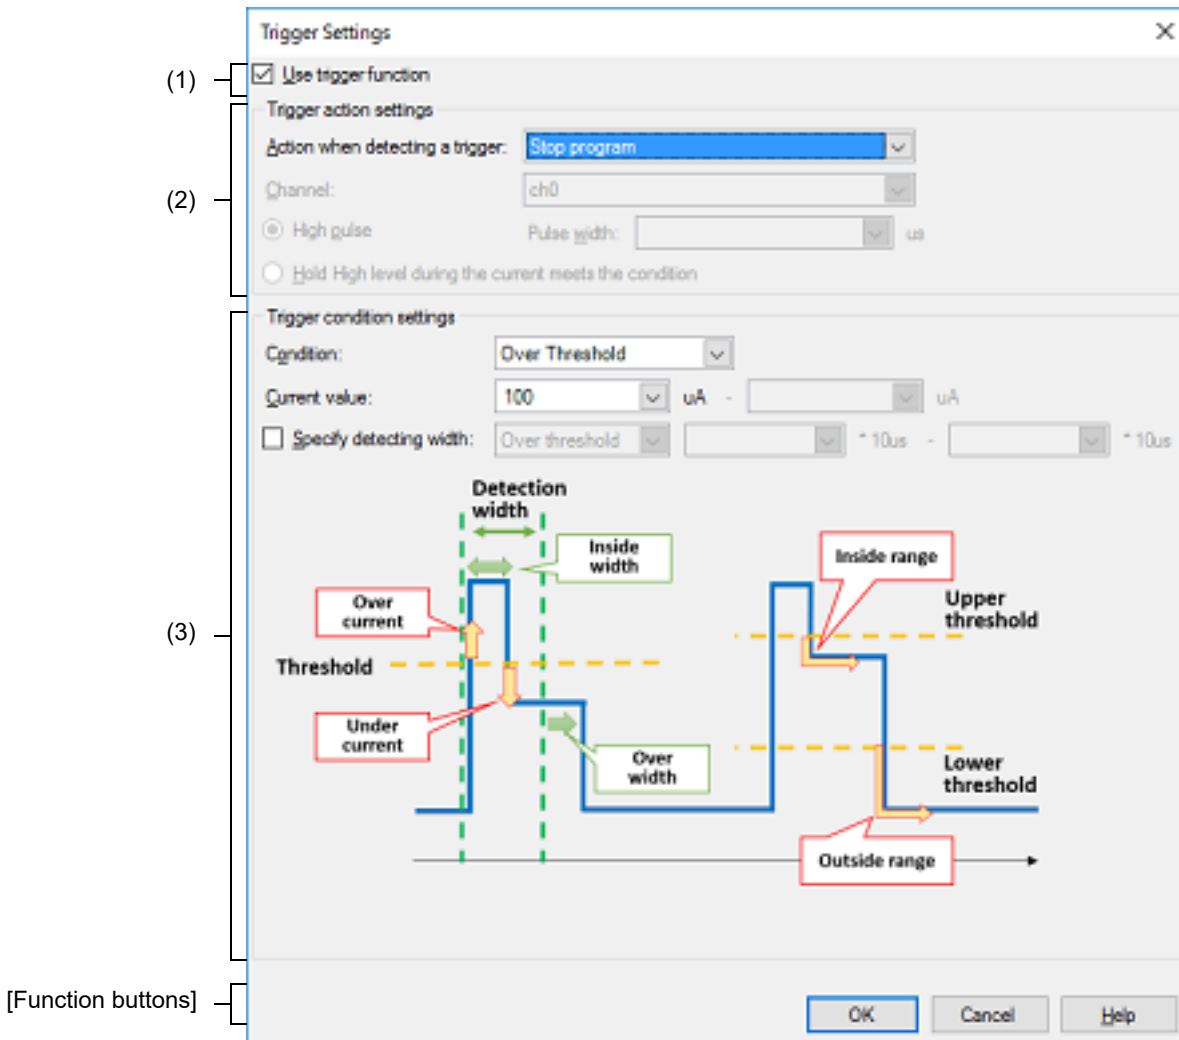 Trigger Settings
(1)
Use trigger function
Trigger action settings
Action when detecting a trigger: Stop program
(2)
Channel: ch0
High pulse Pulse width: us
Hold High level during the current meets the condition
Trigger condition settings
Condition: Over Threshold
Current value: 100 uA - uA
Specify detecting width: Over threshold * 10us - * 10us
Detection
width
Inside
width
Over
current
Threshold
Under
current
Over
width
Inside range
Upper
threshold
Lower
threshold
Outside range
(3)
[Function buttons]
OK Cancel Help